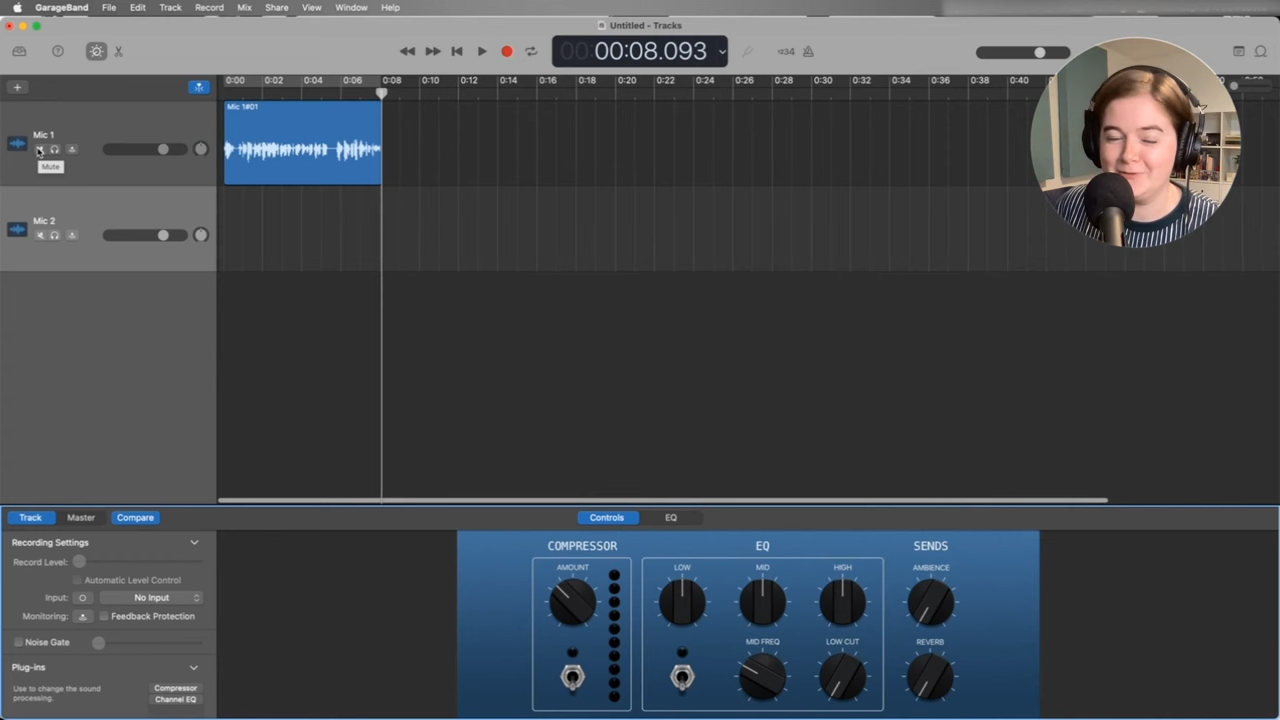 GarageBand File Edit Track Record Mix Share View Window Help
Untitled - Tracks
00:00:08.093
1234
0:00 0:02 0:04 0:06 0:08 0:10 0:12 0:14 0:16 0:18 0:20 0:22 0:24 0:26 0:28 0:30 0:32 0:34 0:36 0:38 0:40
Mic 1#01
Mic 1
Mute
Mic 2
Track Master Compare
Controls EQ
Recording Settings
Record Level:
Automatic Level Control
Input: No Input
Monitoring: Feedback Protection
Noise Gate
Plug-ins
Use to change the sound
processing.
Compressor
Channel EQ
COMPRESSOR EQ SENDS
AMOUNT LOW MID HIGH AMBIENCE
MID FREQ LOW CUT REVERB